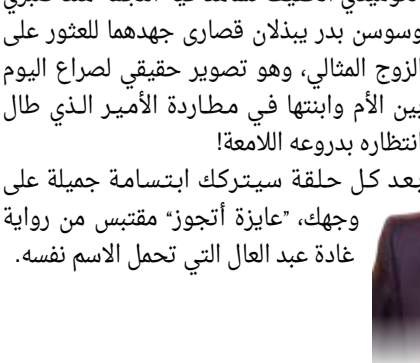 وسوسن بدر يبذلان قصارى جهدهما للعثور على
الزوج المثالي، وهو تصوير حقيقي لصراع اليوم
بين الأم وابنتها في مطاردة الأمير الذي طال
انتظاره بدروعه اللامعة!
بعد كل حلقة سيتركك ابتسامة جميلة على
وجهك، "عايزة أتجوز" مقتبس من رواية
غادة عبد العال التي تحمل الاسم نفسه.